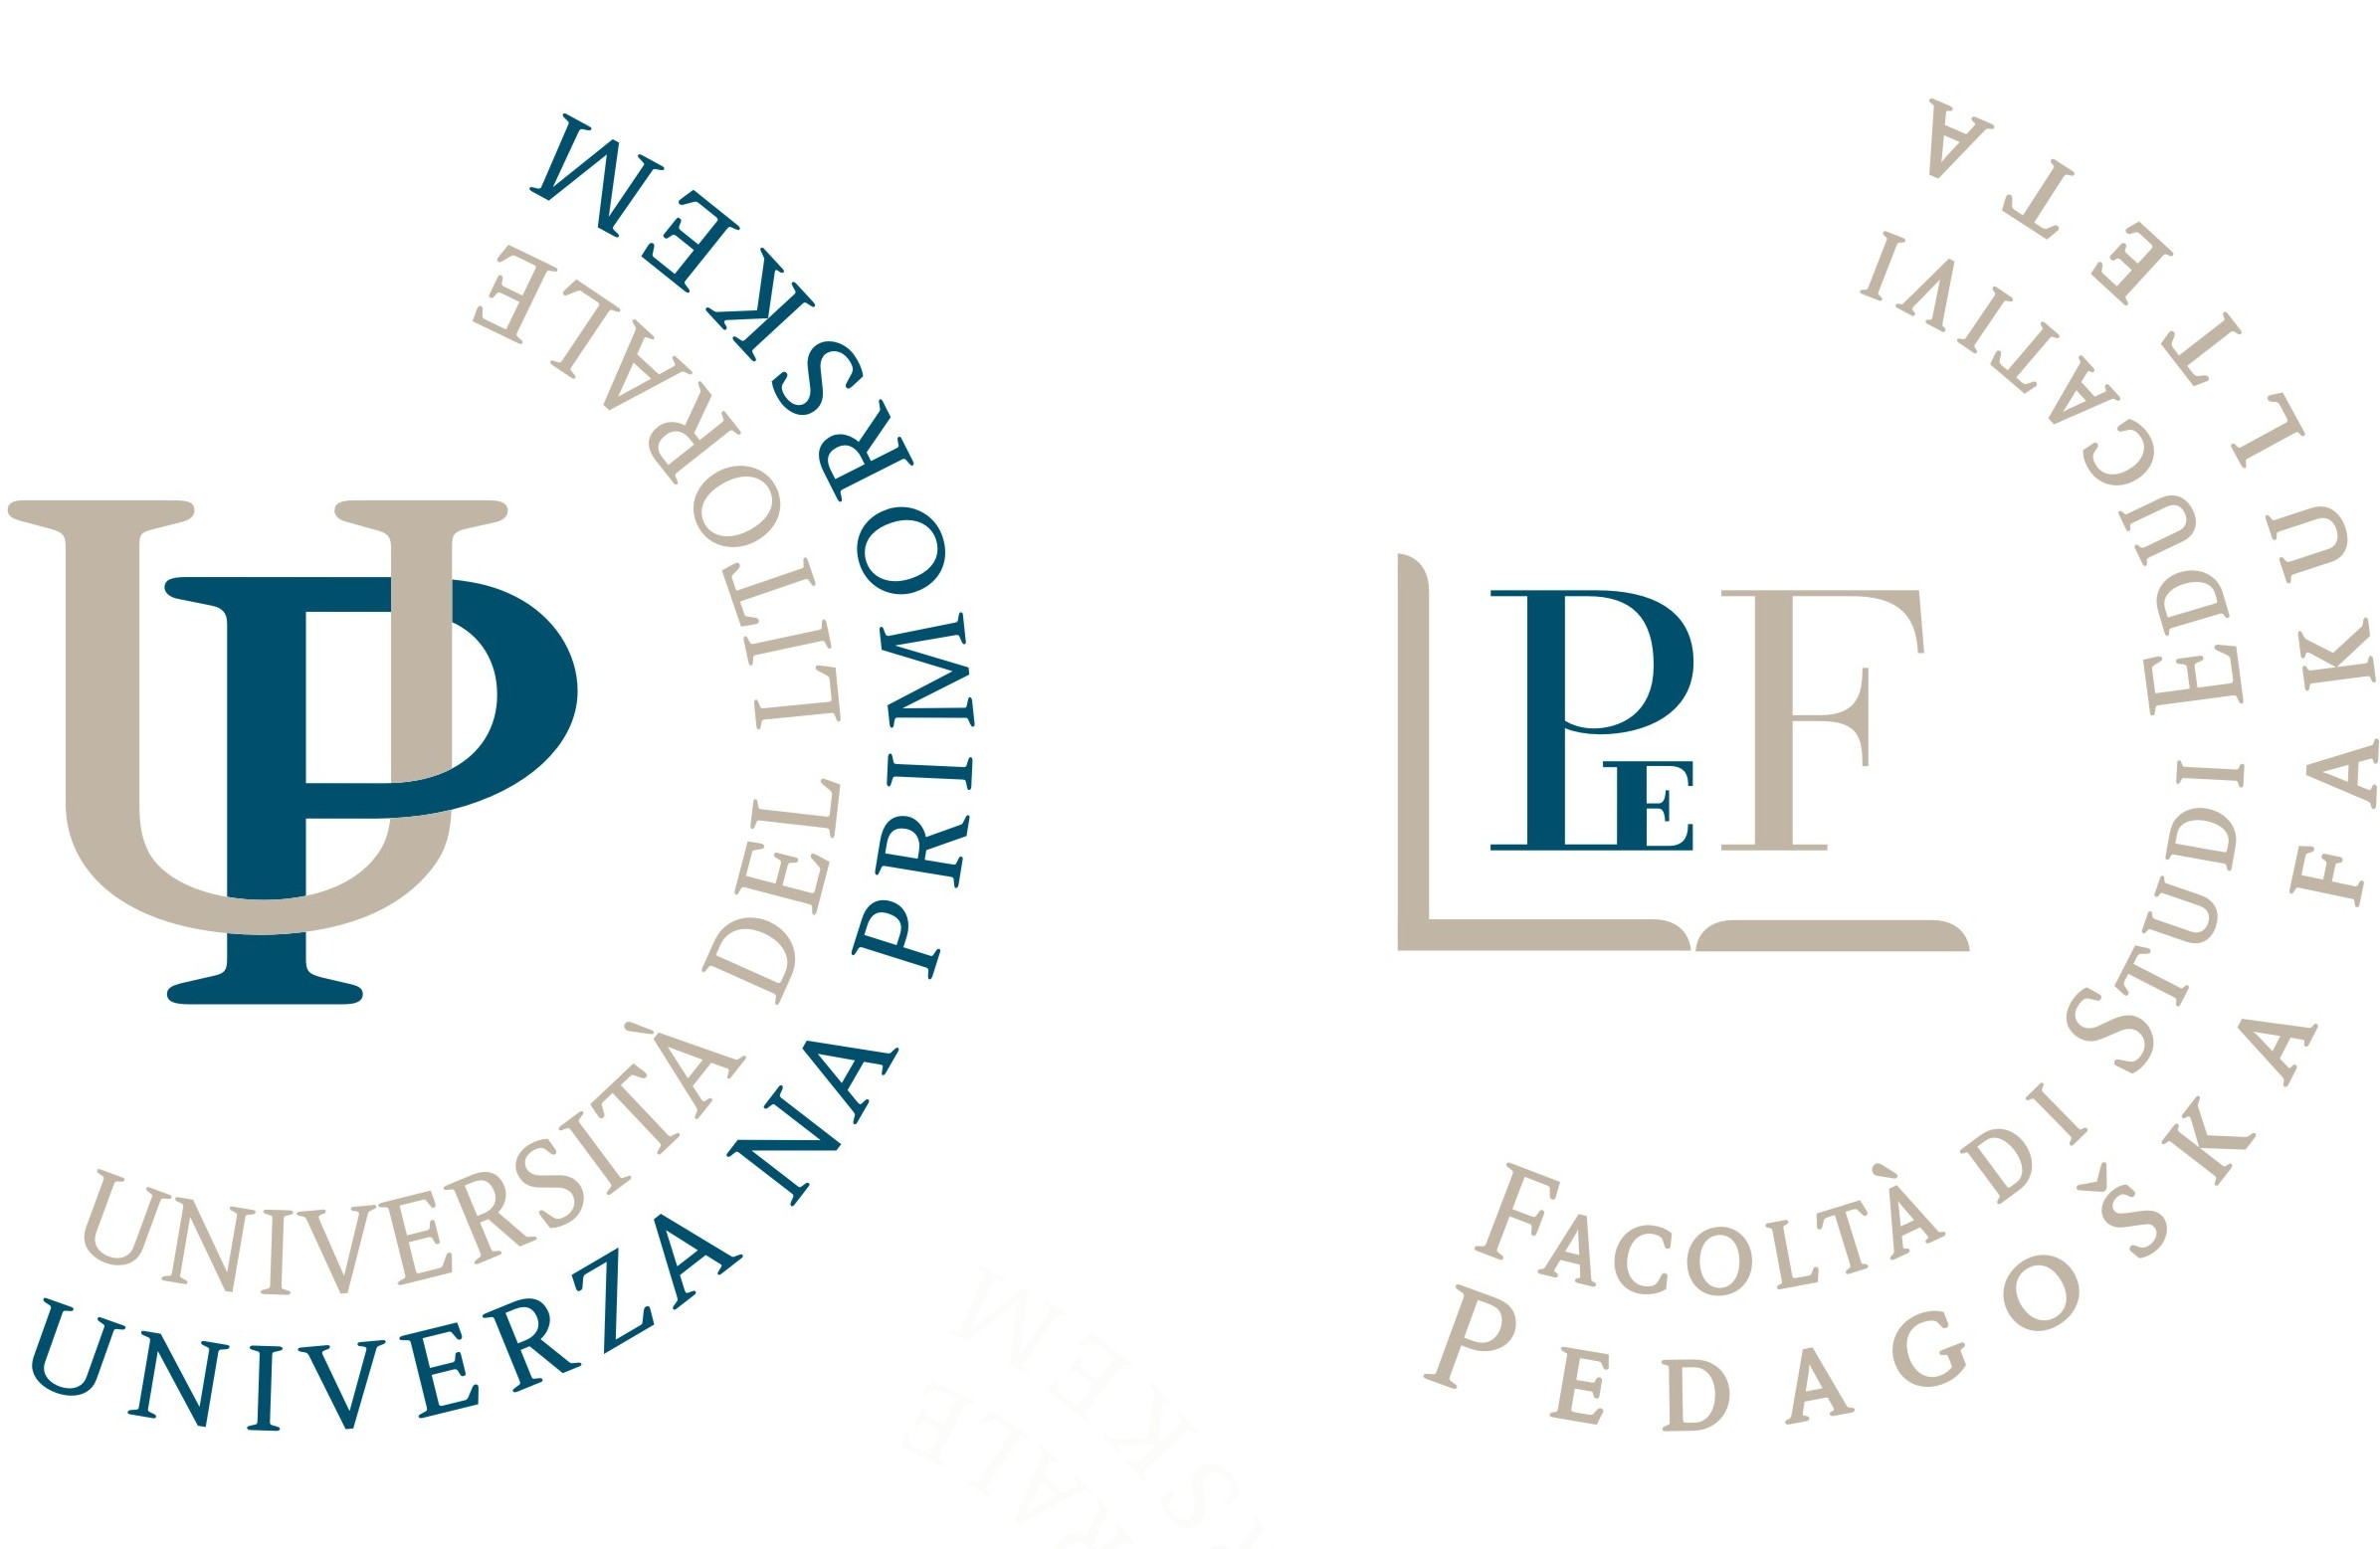 UP
UNIVERSITÀ DEL LITORALE
UNIVERZA NA PRIMORSKEM
PEF
FACOLTÀ DI STUDI EDUCATIVI
PEDAGOŠKA FAKULTETA